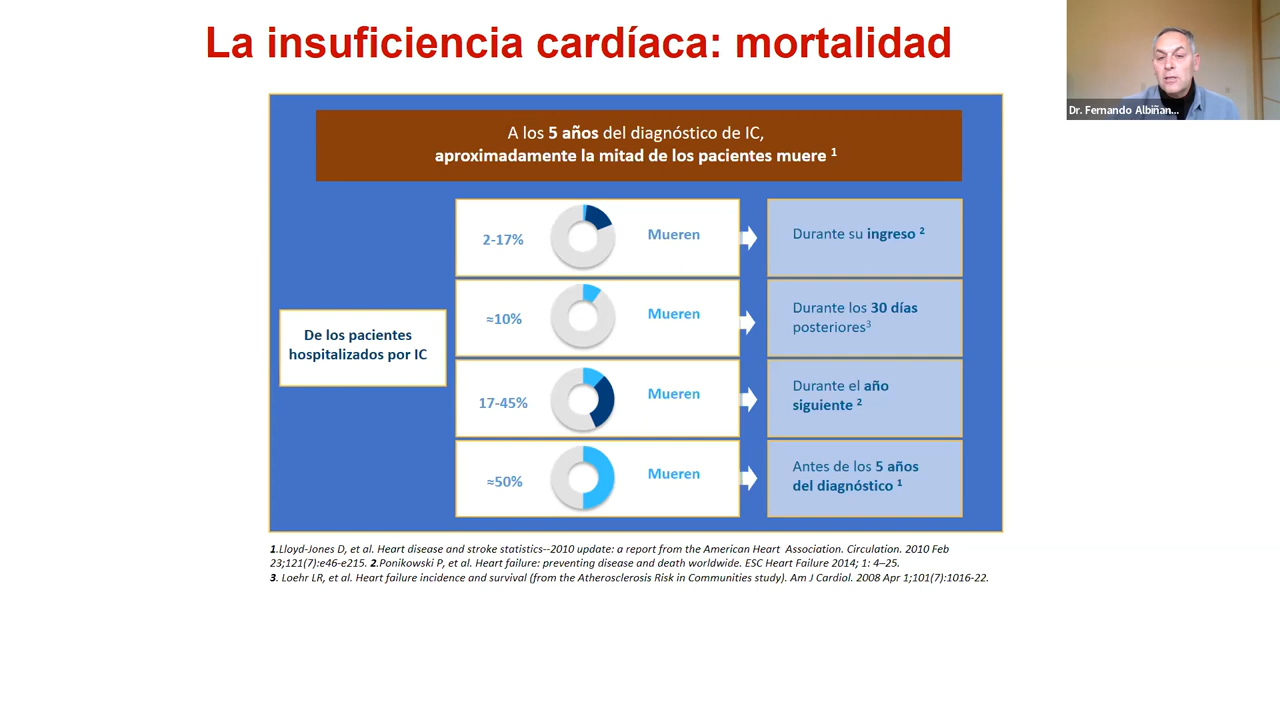 La insuficiencia cardíaca: mortalidad
Dr. Fernando Albiñan...
A los 5 años del diagnóstico de IC,
aproximadamente la mitad de los pacientes muere 1
De los pacientes
hospitalizados por IC
2-17%
Mueren
Durante su ingreso 2
≈10%
Mueren
Durante los 30 días
posteriores3
17-45%
Mueren
Durante el año
siguiente 2
≈50%
Mueren
Antes de los 5 años
del diagnóstico 1
1.Lloyd-Jones D, et al. Heart disease and stroke statistics--2010 update: a report from the American Heart Association. Circulation. 2010 Feb
23;121(7):e46-e215. 2.Ponikowski P, et al. Heart failure: preventing disease and death worldwide. ESC Heart Failure 2014; 1: 4–25.
3. Loehr LR, et al. Heart failure incidence and survival (from the Atherosclerosis Risk in Communities study). Am J Cardiol. 2008 Apr 1;101(7):1016-22.